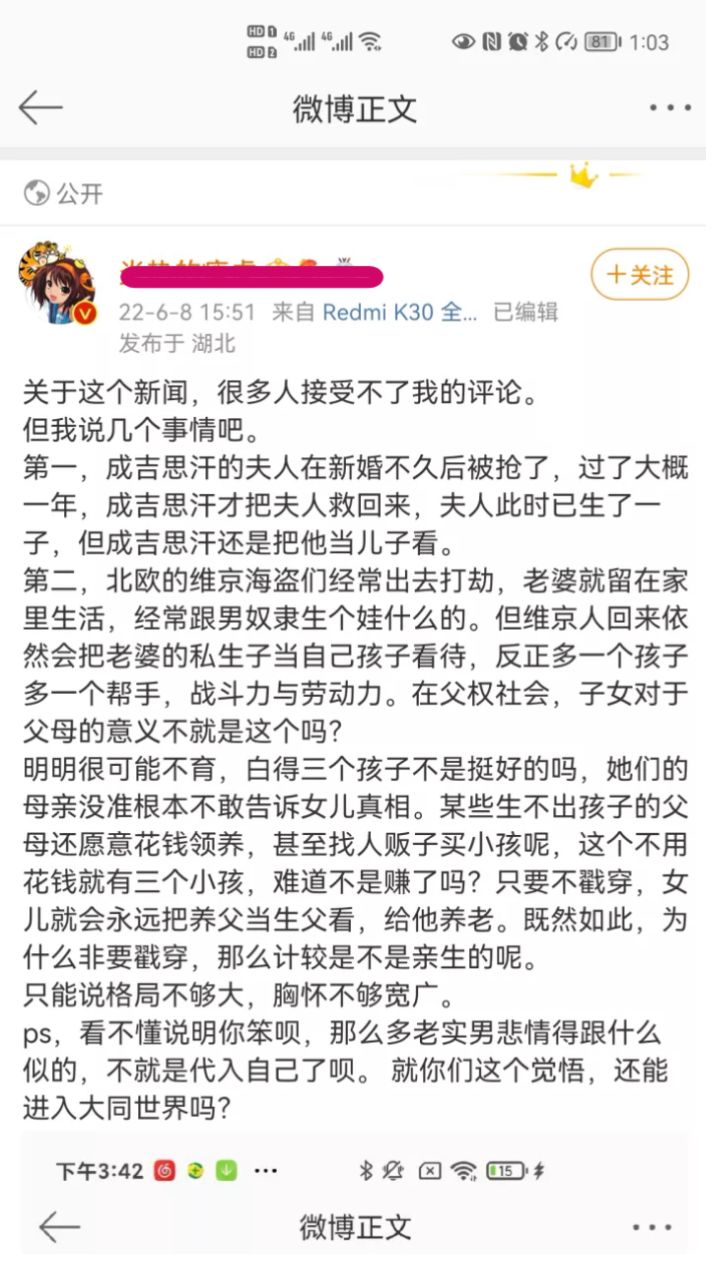 HD 1 4G 4G
HD 2 81 1:03
微博正文
公开
+关注
22-6-8 15:51 来自 Redmi K30 全... 已编辑
发布于 湖北
关于这个新闻，很多人接受不了我的评论。
但我说几个事情吧。
第一，成吉思汗的夫人在新婚不久后被抢了，过了大概
一年，成吉思汗才把夫人救回来，夫人此时已生了一
子，但成吉思汗还是把他当儿子看。
第二，北欧的维京海盗们经常出去打劫，老婆就留在家
里生活，经常跟男奴隶生个娃什么的。但维京人回来依
然会把老婆的私生子当自己孩子看待，反正多一个孩子
多一个帮手，战斗力与劳动力。在父权社会，子女对于
父母的意义不就是这个吗？
明明很可能不育，白得三个孩子不是挺好的吗，她们的
母亲没准根本不敢告诉女儿真相。某些生不出孩子的父
母还愿意花钱领养，甚至找人贩子买小孩呢，这个不用
花钱就有三个小孩，难道不是赚了吗？只要不戳穿，女
儿就会永远把养父当生父看，给他养老。既然如此，为
什么非要戳穿，那么计较是不是亲生的呢。
只能说格局不够大，胸怀不够宽广。
ps，看不懂说明你笨呗，那么多老实男悲情得跟什么
似的，不就是代入自己了呗。 就你们这个觉悟，还能
进入大同世界吗？
下午3:42 ... 15
微博正文